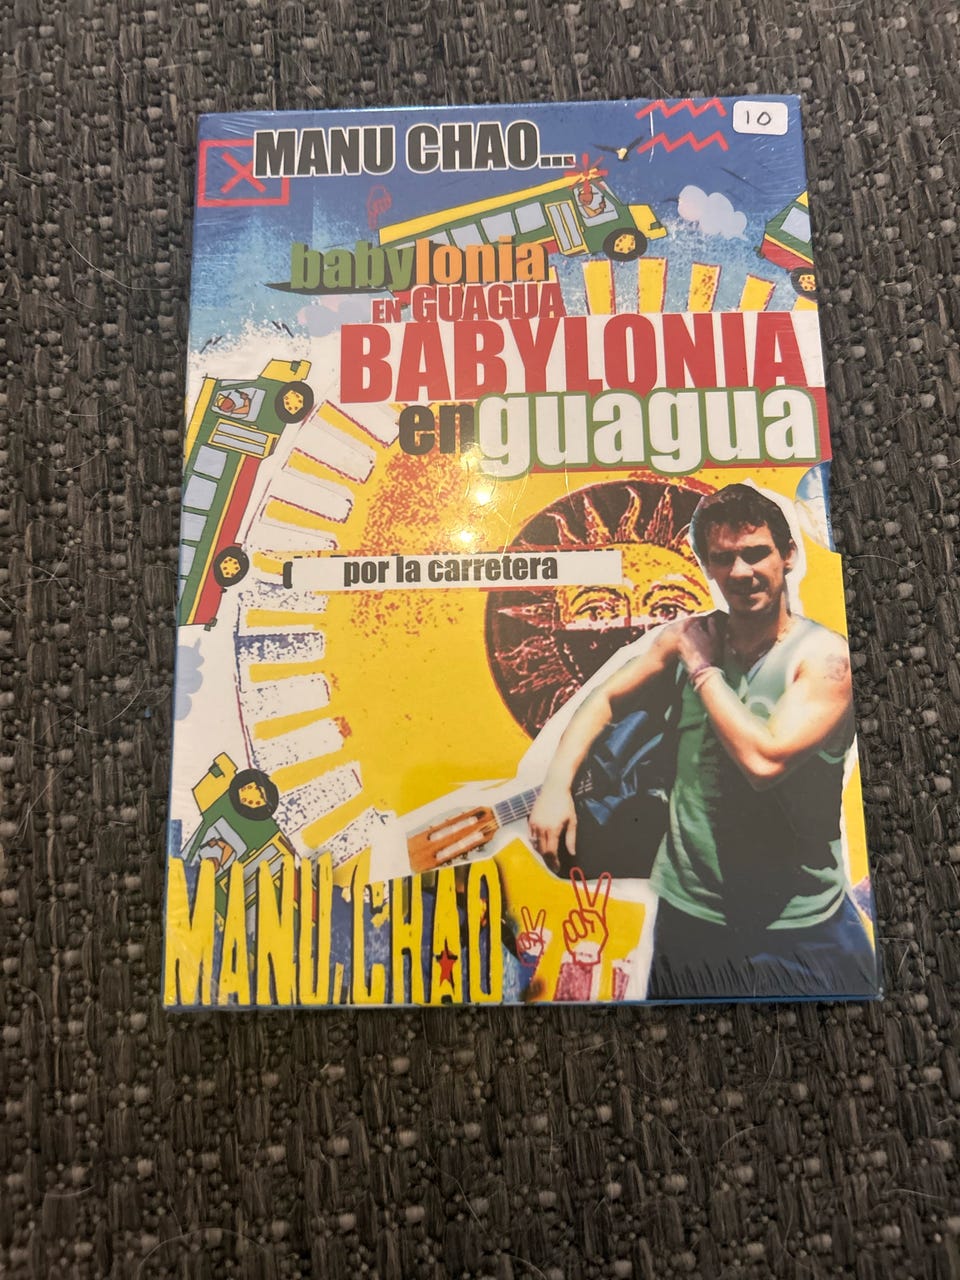 10
MANU CHAO...
babylonia
EN GUAGUA
BABYLONIA
enguagua
por la carretera
MANU.CHAO